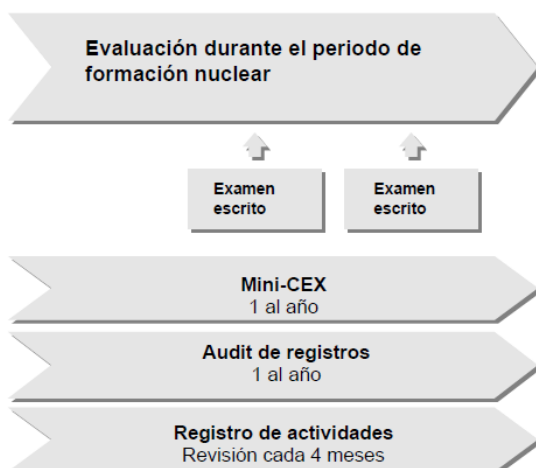 Evaluación durante el periodo de
formación nuclear
Examen
escrito
Examen
escrito
Mini-CEX
1 al año
Audit de registros
1 al año
Registro de actividades
Revisión cada 4 meses